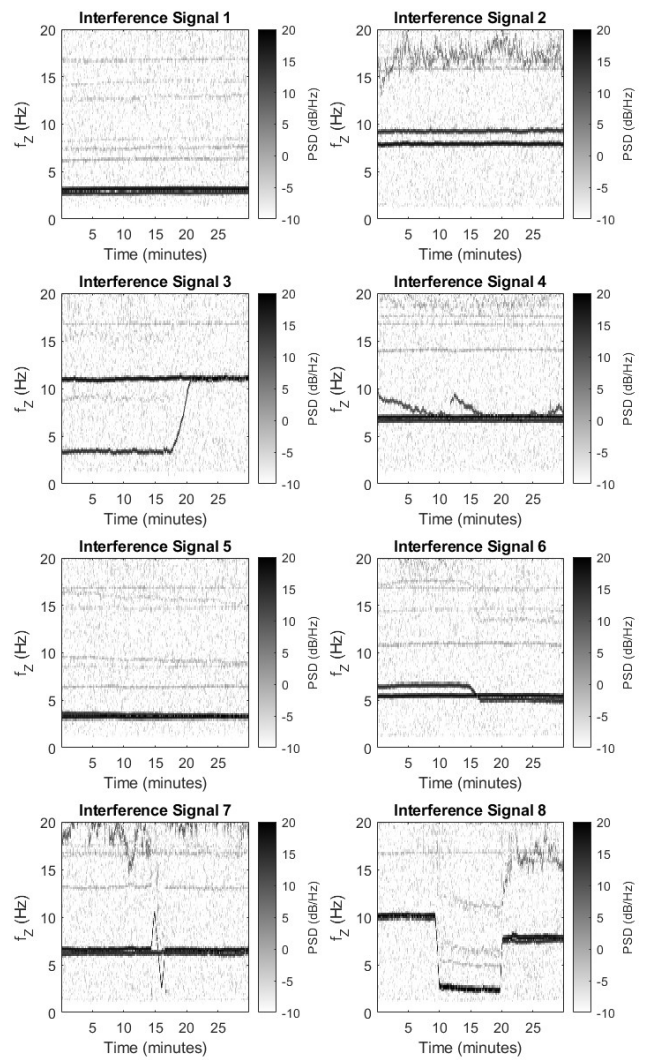 Interference Signal 1
20
15
10
5
0
f_Z (Hz)
5 10 15 20 25
Time (minutes)
20
15
10
5
0
-5
-10
PSD (dB/Hz)
Interference Signal 2
20
15
10
5
0
f_Z (Hz)
5 10 15 20 25
Time (minutes)
20
15
10
5
0
-5
-10
PSD (dB/Hz)
Interference Signal 3
20
15
10
5
0
f_Z (Hz)
5 10 15 20 25
Time (minutes)
20
15
10
5
0
-5
-10
PSD (dB/Hz)
Interference Signal 4
20
15
10
5
0
f_Z (Hz)
5 10 15 20 25
Time (minutes)
20
15
10
5
0
-5
-10
PSD (dB/Hz)
Interference Signal 5
20
15
10
5
0
f_Z (Hz)
5 10 15 20 25
Time (minutes)
20
15
10
5
0
-5
-10
PSD (dB/Hz)
Interference Signal 6
20
15
10
5
0
f_Z (Hz)
5 10 15 20 25
Time (minutes)
20
15
10
5
0
-5
-10
PSD (dB/Hz)
Interference Signal 7
20
15
10
5
0
f_Z (Hz)
5 10 15 20 25
Time (minutes)
20
15
10
5
0
-5
-10
PSD (dB/Hz)
Interference Signal 8
20
15
10
5
0
f_Z (Hz)
5 10 15 20 25
Time (minutes)
20
15
10
5
0
-5
-10
PSD (dB/Hz)